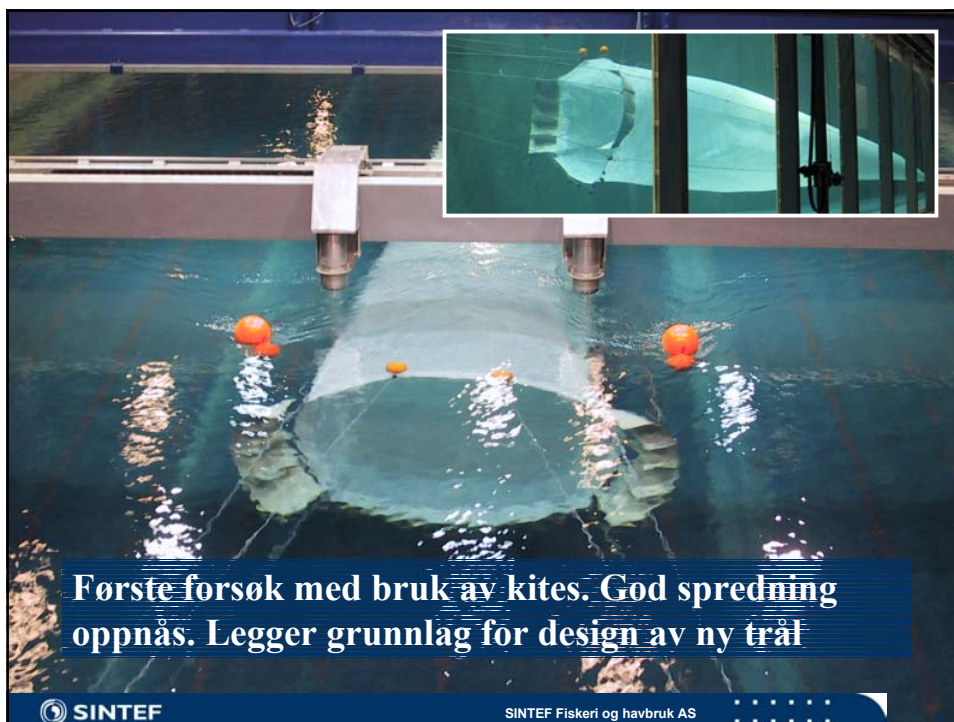 Første forsøk med bruk av kites. God spredning
oppnås. Legger grunnlag for design av ny trål
SINTEF
SINTEF Fiskeri og havbruk AS